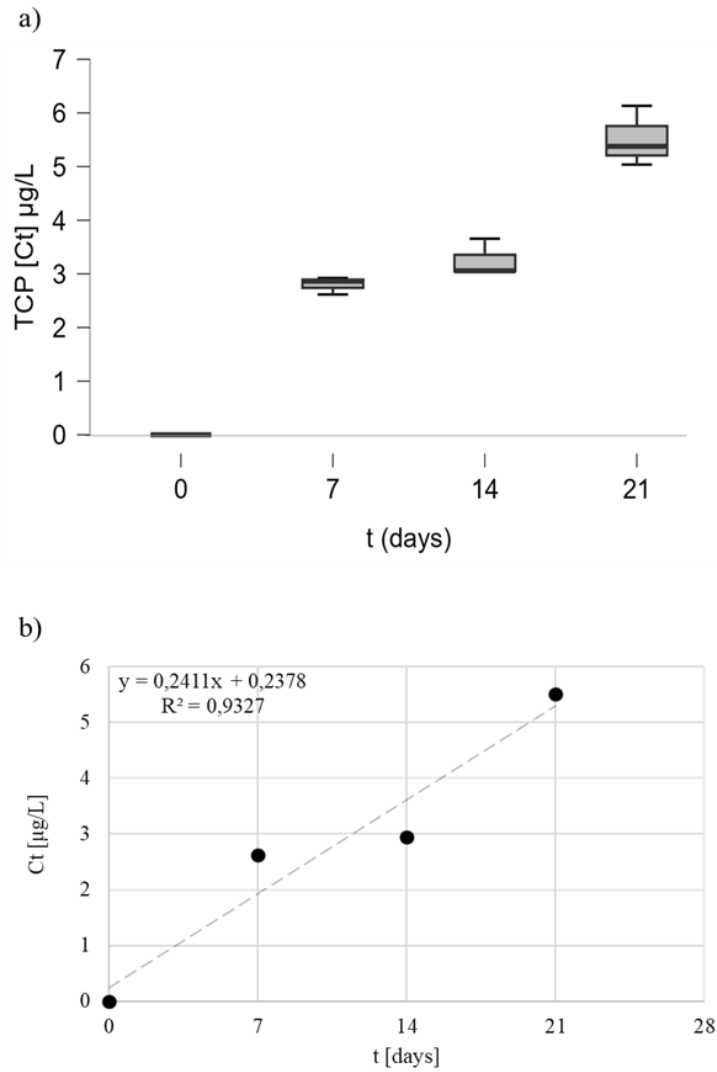 a)
TCP [Ct] µg/L
7
6
5
4
3
2
1
0
0 7 14 21
t (days)
b)
y = 0,2411x + 0,2378
R² = 0,9327
Ct [µg/L]
6
5
4
3
2
1
0
0 7 14 21 28
t [days]